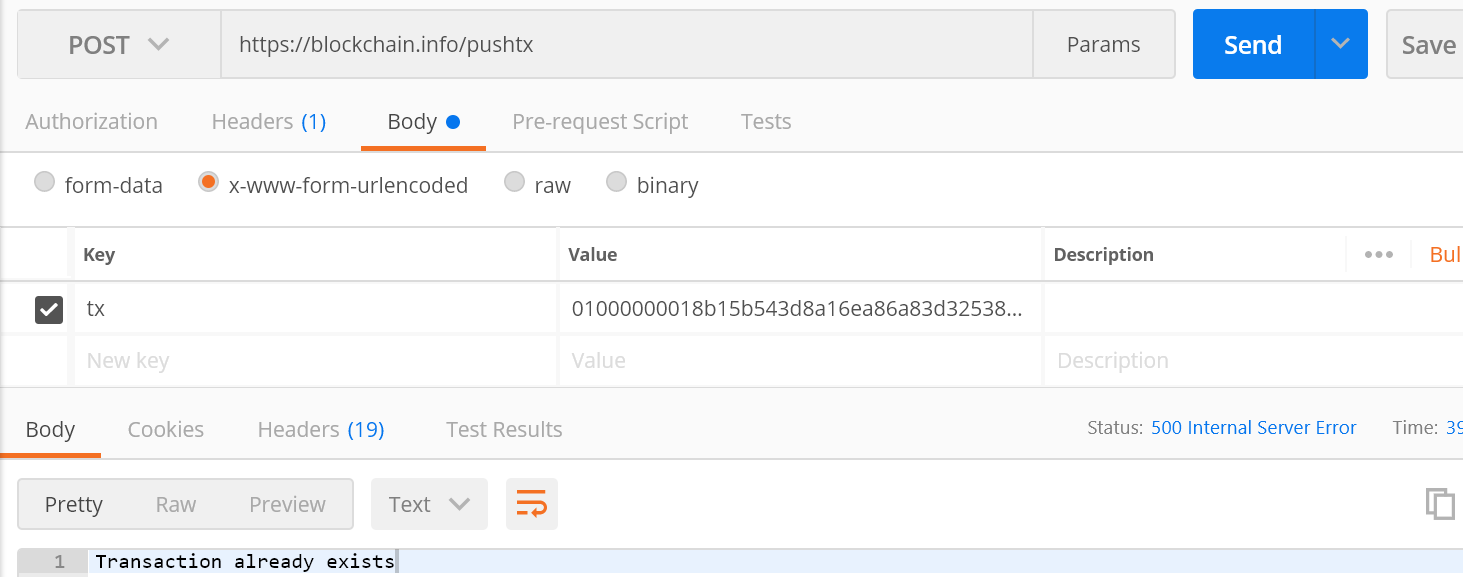 POST https://blockchain.info/pushtx Params Send Save
Authorization Headers (1) Body Pre-request Script Tests
form-data x-www-form-urlencoded raw binary
Key Value Description Bul
tx 01000000018b15b543d8a16ea86a83d32538...
New key Value Description
Body Cookies Headers (19) Test Results Status: 500 Internal Server Error Time: 39
Pretty Raw Preview Text
1 Transaction already exists